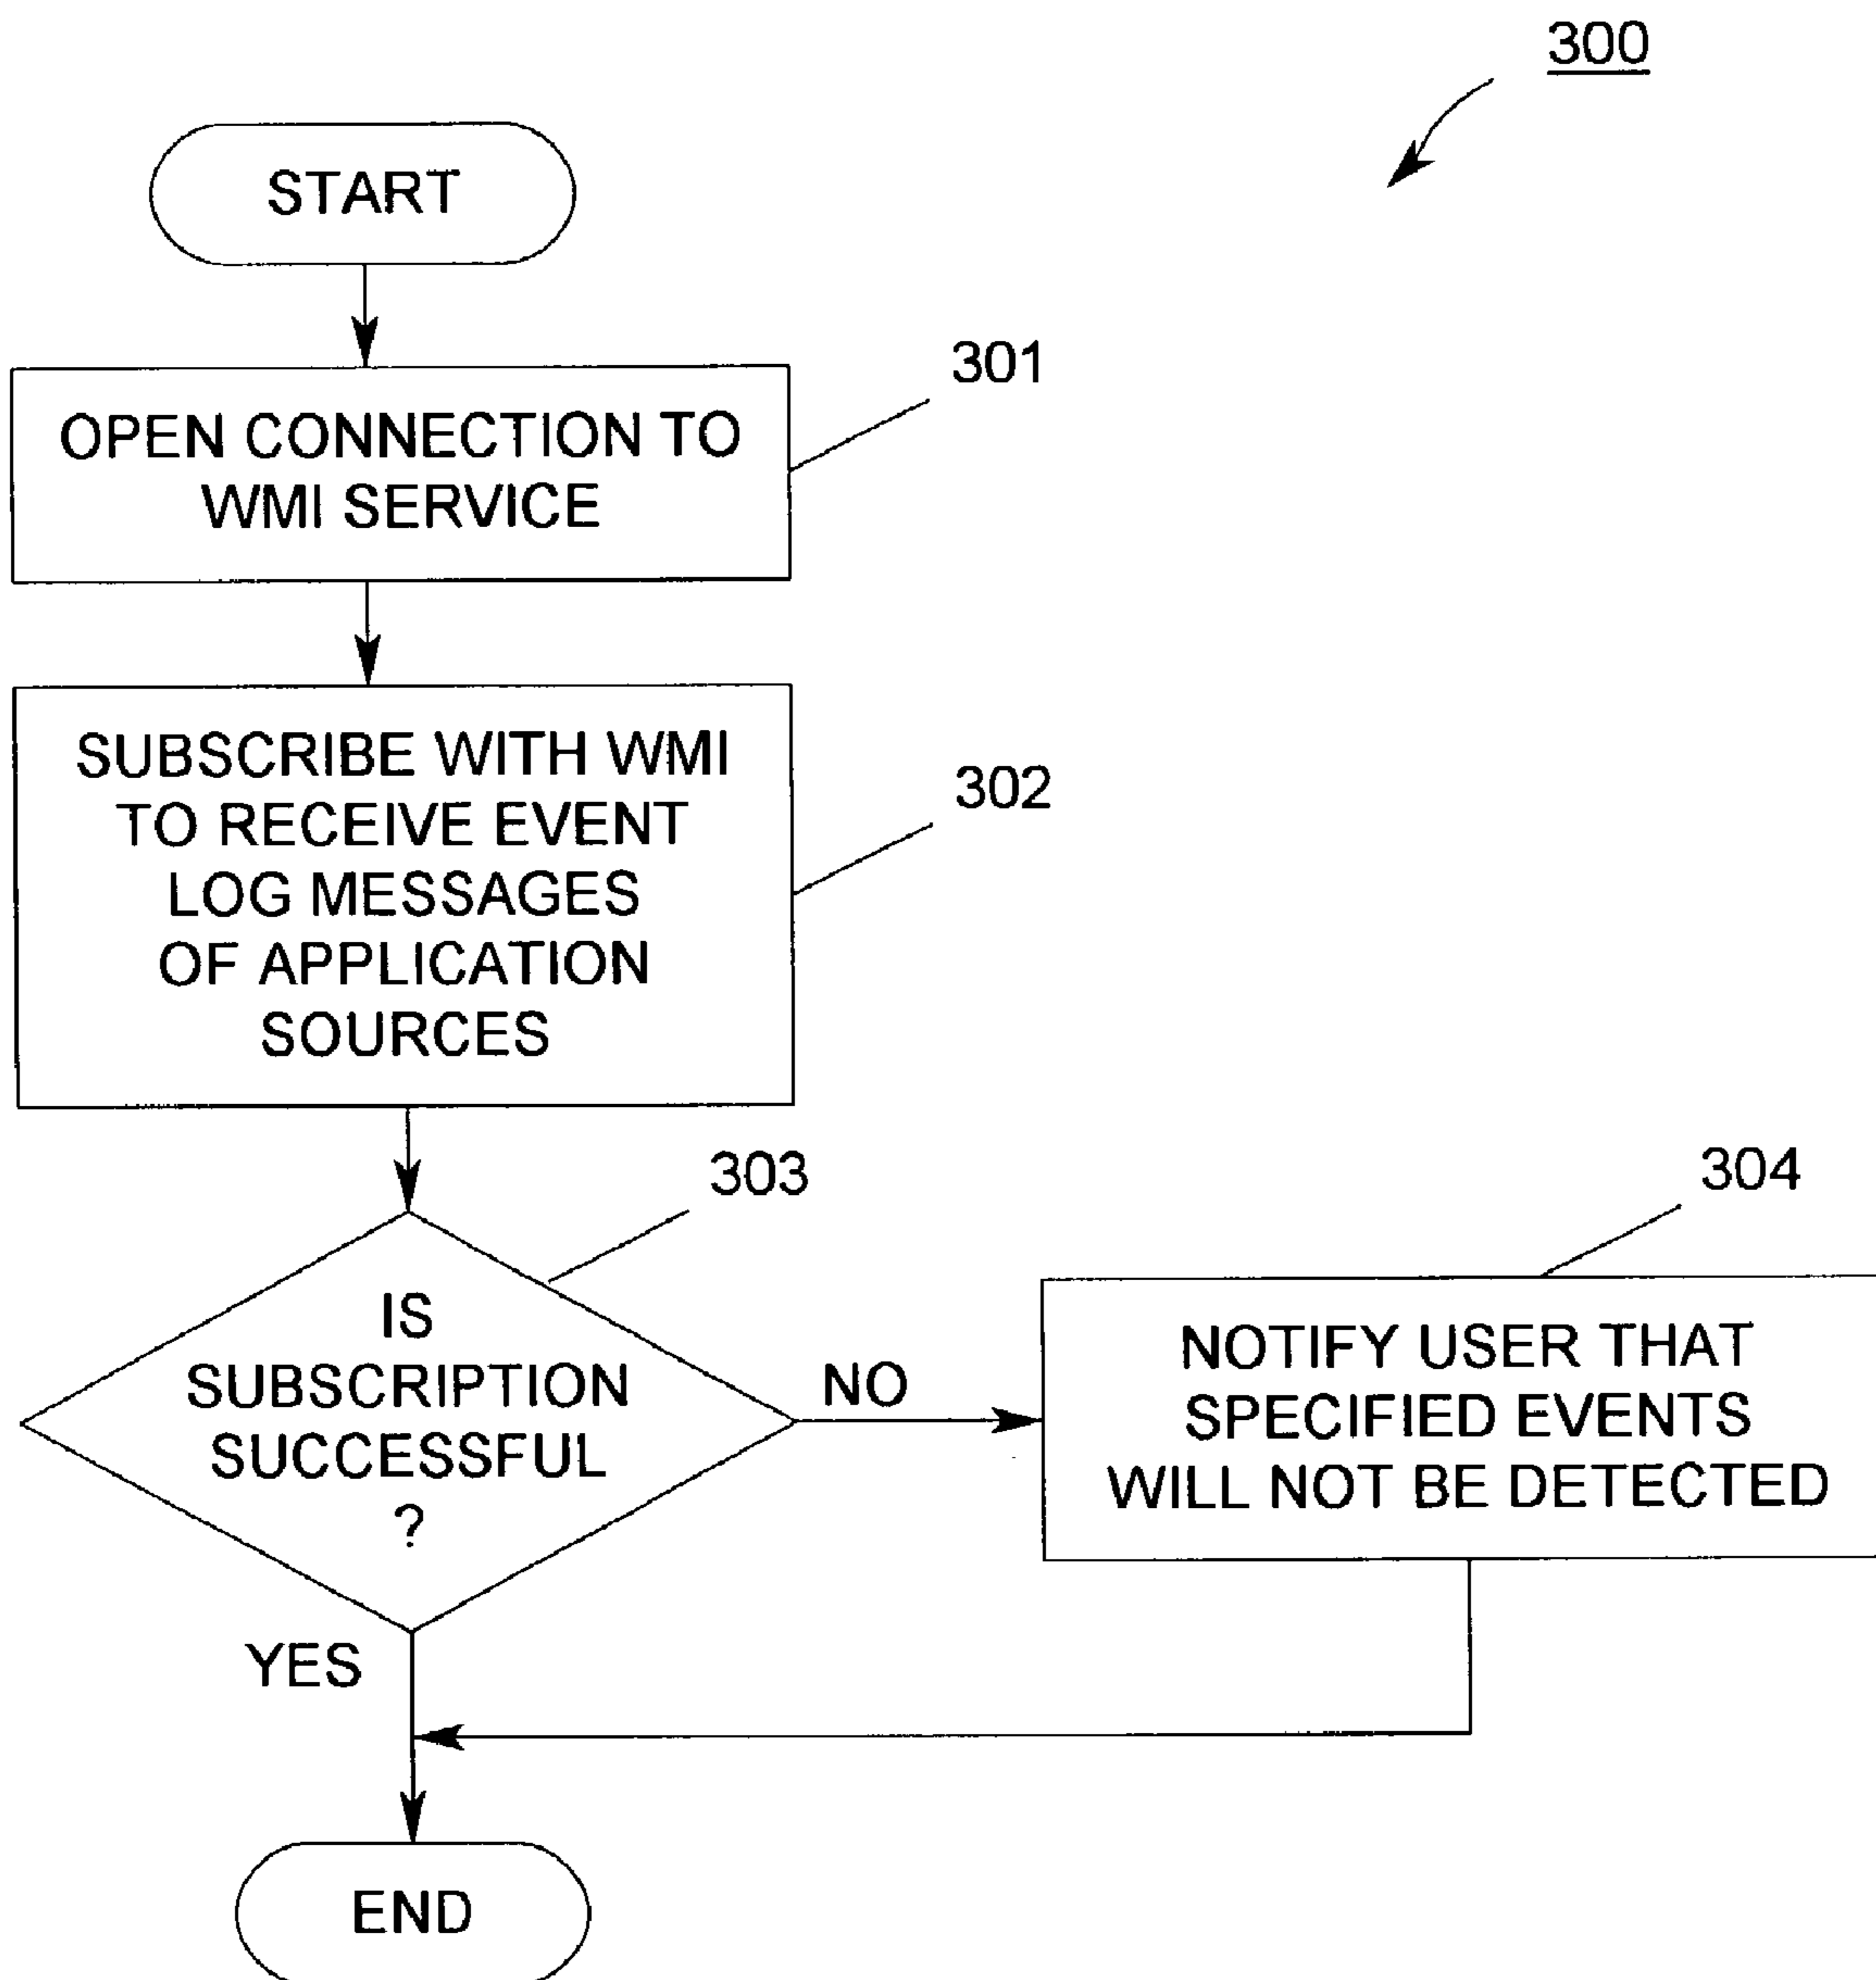 300
START
301
OPEN CONNECTION TO
WMI SERVICE
302
SUBSCRIBE WITH WMI
TO RECEIVE EVENT
LOG MESSAGES
OF APPLICATION
SOURCES
303
304
IS
SUBSCRIPTION
SUCCESSFUL
?
NO
NOTIFY USER THAT
SPECIFIED EVENTS
WILL NOT BE DETECTED
YES
END